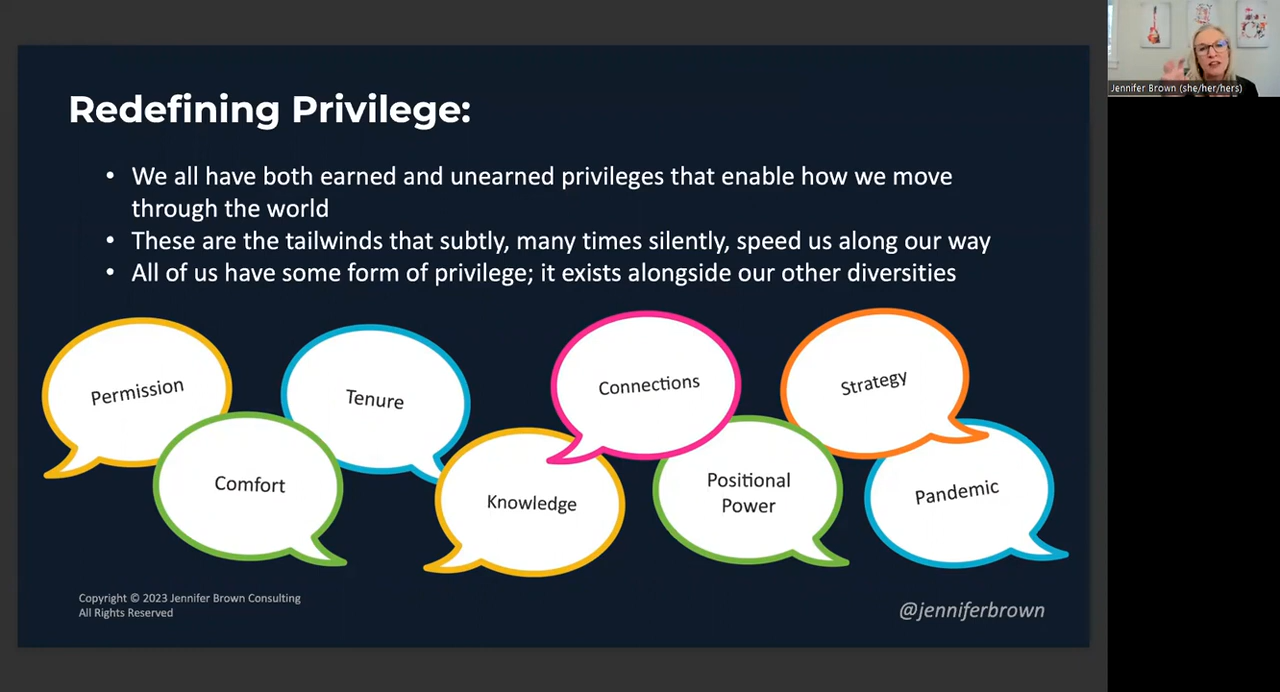 Redefining Privilege:
• We all have both earned and unearned privileges that enable how we move
through the world
• These are the tailwinds that subtly, many times silently, speed us along our way
• All of us have some form of privilege; it exists alongside our other diversities
Permission
Tenure
Connections
Strategy
Comfort
Knowledge
Positional
Power
Pandemic
Copyright © 2023 Jennifer Brown Consulting
All Rights Reserved
@jenniferbrown
Jennifer Brown (she/her/hers)